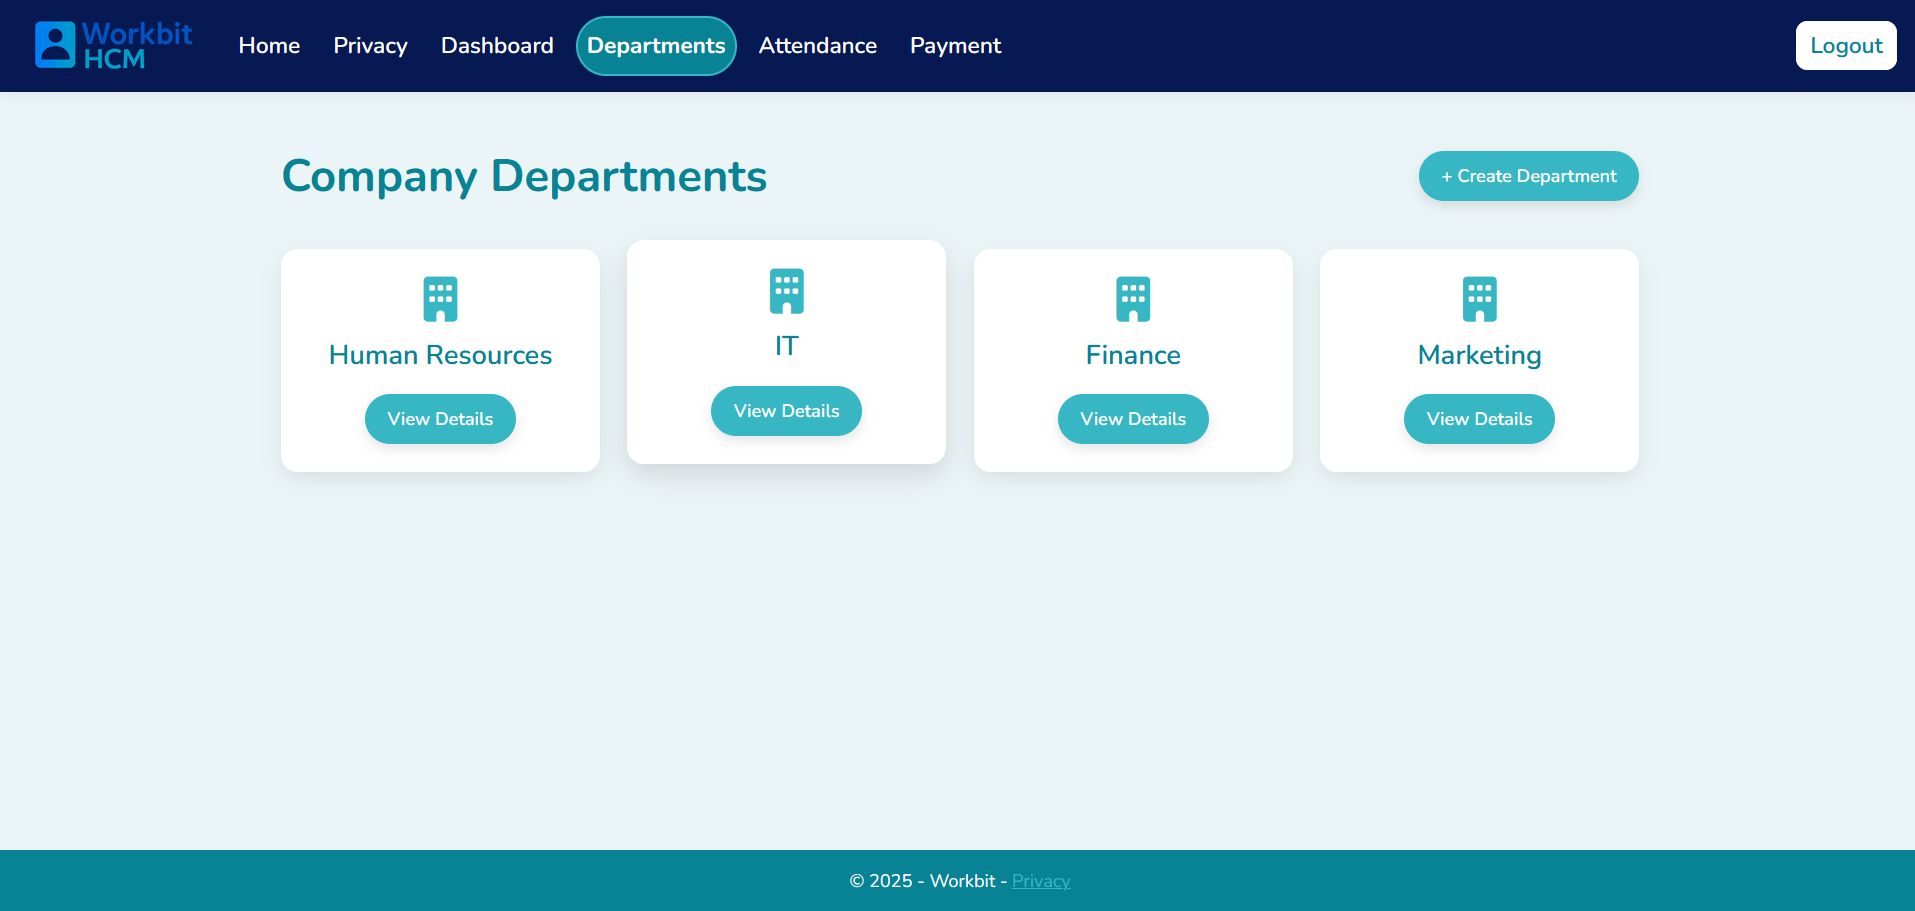 Workbit
HCM
Home Privacy Dashboard Departments Attendance Payment Logout
Company Departments
+ Create Department
Human Resources
View Details
IT
View Details
Finance
View Details
Marketing
View Details
© 2025 - Workbit - Privacy